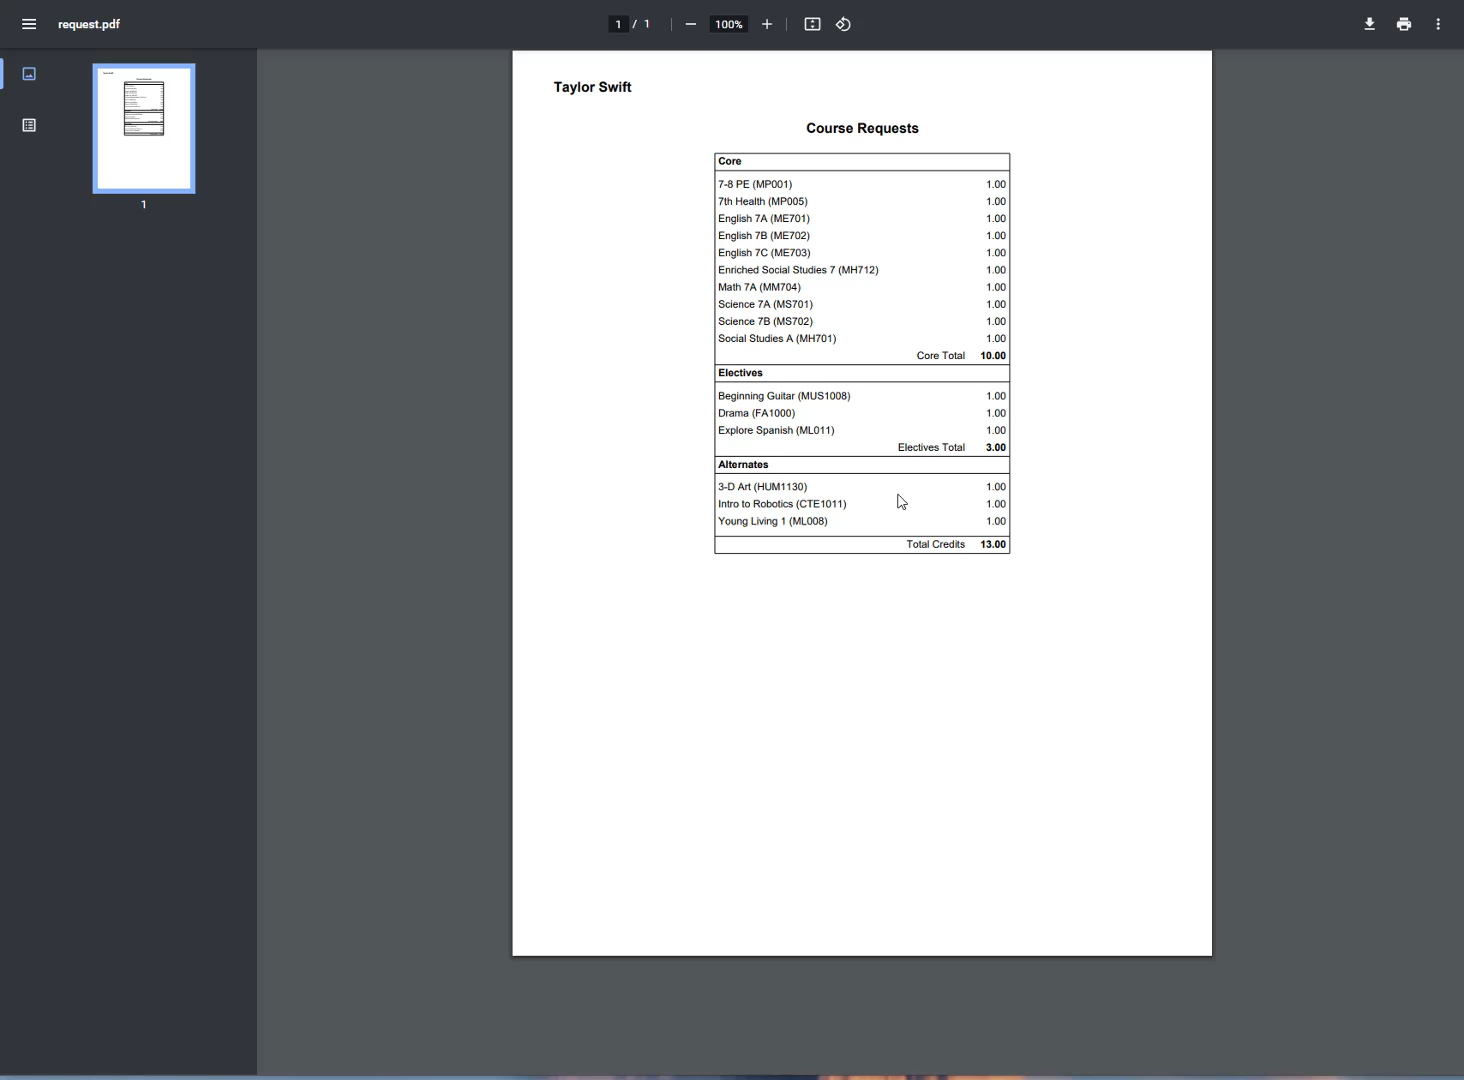 request.pdf
1 / 1
100%
1
Taylor Swift
Course Requests
Core
7-8 PE (MP001) 1.00
7th Health (MP005) 1.00
English 7A (ME701) 1.00
English 7B (ME702) 1.00
English 7C (ME703) 1.00
Enriched Social Studies 7 (MH712) 1.00
Math 7A (MM704) 1.00
Science 7A (MS701) 1.00
Science 7B (MS702) 1.00
Social Studies A (MH701) 1.00
Core Total 10.00
Electives
Beginning Guitar (MUS1008) 1.00
Drama (FA1000) 1.00
Explore Spanish (ML011) 1.00
Electives Total 3.00
Alternates
3-D Art (HUM1130) 1.00
Intro to Robotics (CTE1011) 1.00
Young Living 1 (ML008) 1.00
Total Credits 13.00